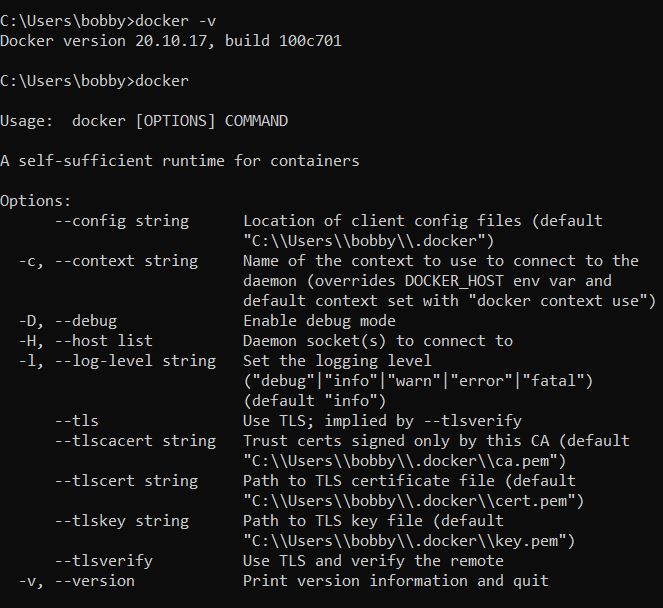 C:\Users\bobby>docker -v
Docker version 20.10.17, build 100c701
C:\Users\bobby>docker
Usage:  docker [OPTIONS] COMMAND
A self-sufficient runtime for containers
Options:
      --config string      Location of client config files (default
                           "C:\\Users\\bobby\\.docker")
  -c, --context string     Name of the context to use to connect to the
                           daemon (overrides DOCKER_HOST env var and
                           default context set with "docker context use")
  -D, --debug              Enable debug mode
  -H, --host list          Daemon socket(s) to connect to
  -l, --log-level string   Set the logging level
                           ("debug"|"info"|"warn"|"error"|"fatal")
                           (default "info")
      --tls                Use TLS; implied by --tlsverify
      --tlscacert string   Trust certs signed only by this CA (default
                           "C:\\Users\\bobby\\.docker\\ca.pem")
      --tlscert string     Path to TLS certificate file (default
                           "C:\\Users\\bobby\\.docker\\cert.pem")
      --tlskey string      Path to TLS key file (default
                           "C:\\Users\\bobby\\.docker\\key.pem")
      --tlsverify          Use TLS and verify the remote
  -v, --version            Print version information and quit